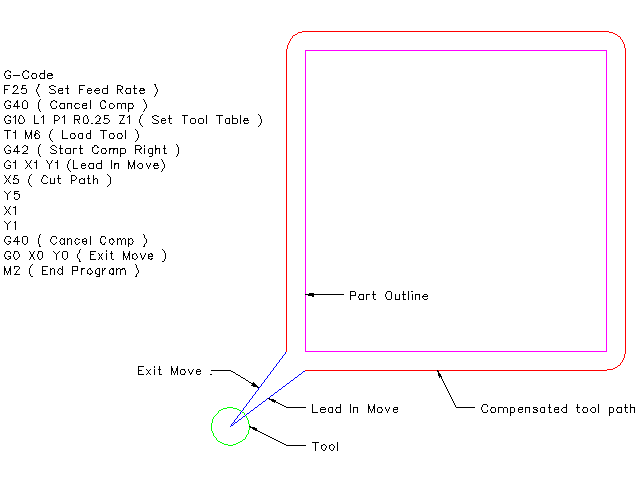 G-Code
F25 ( Set Feed Rate )
G40 ( Cancel Comp )
G10 L1 P1 R0.25 Z1 ( Set Tool Table )
T1 M6 ( Load Tool )
G42 ( Start Comp Right )
G1 X1 Y1 (Lead In Move)
X5 ( Cut Path )
Y5
X1
Y1
G40 ( Cancel Comp )
G0 X0 Y0 ( Exit Move )
M2 ( End Program )
Part Outline
Exit Move
Lead In Move
Compensated tool path
Tool